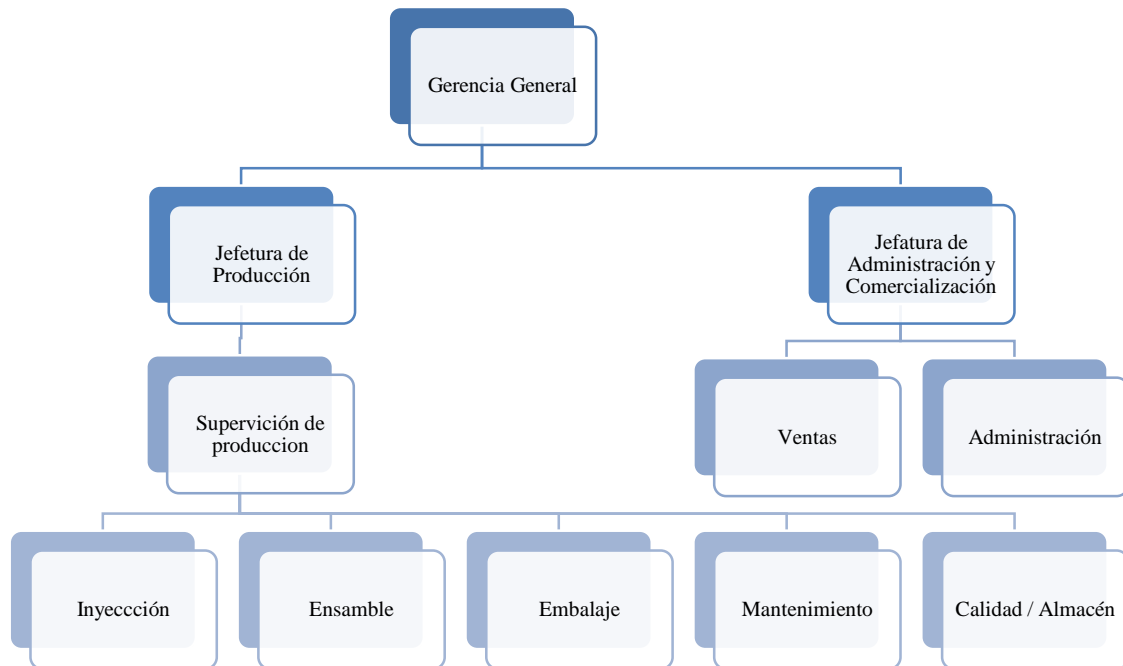 Gerencia General
Jefetura de
Producción
Jefatura de
Administración y
Comercialización
Supervición de
produccion
Ventas
Administración
Inyeccción
Ensamble
Embalaje
Mantenimiento
Calidad / Almacén